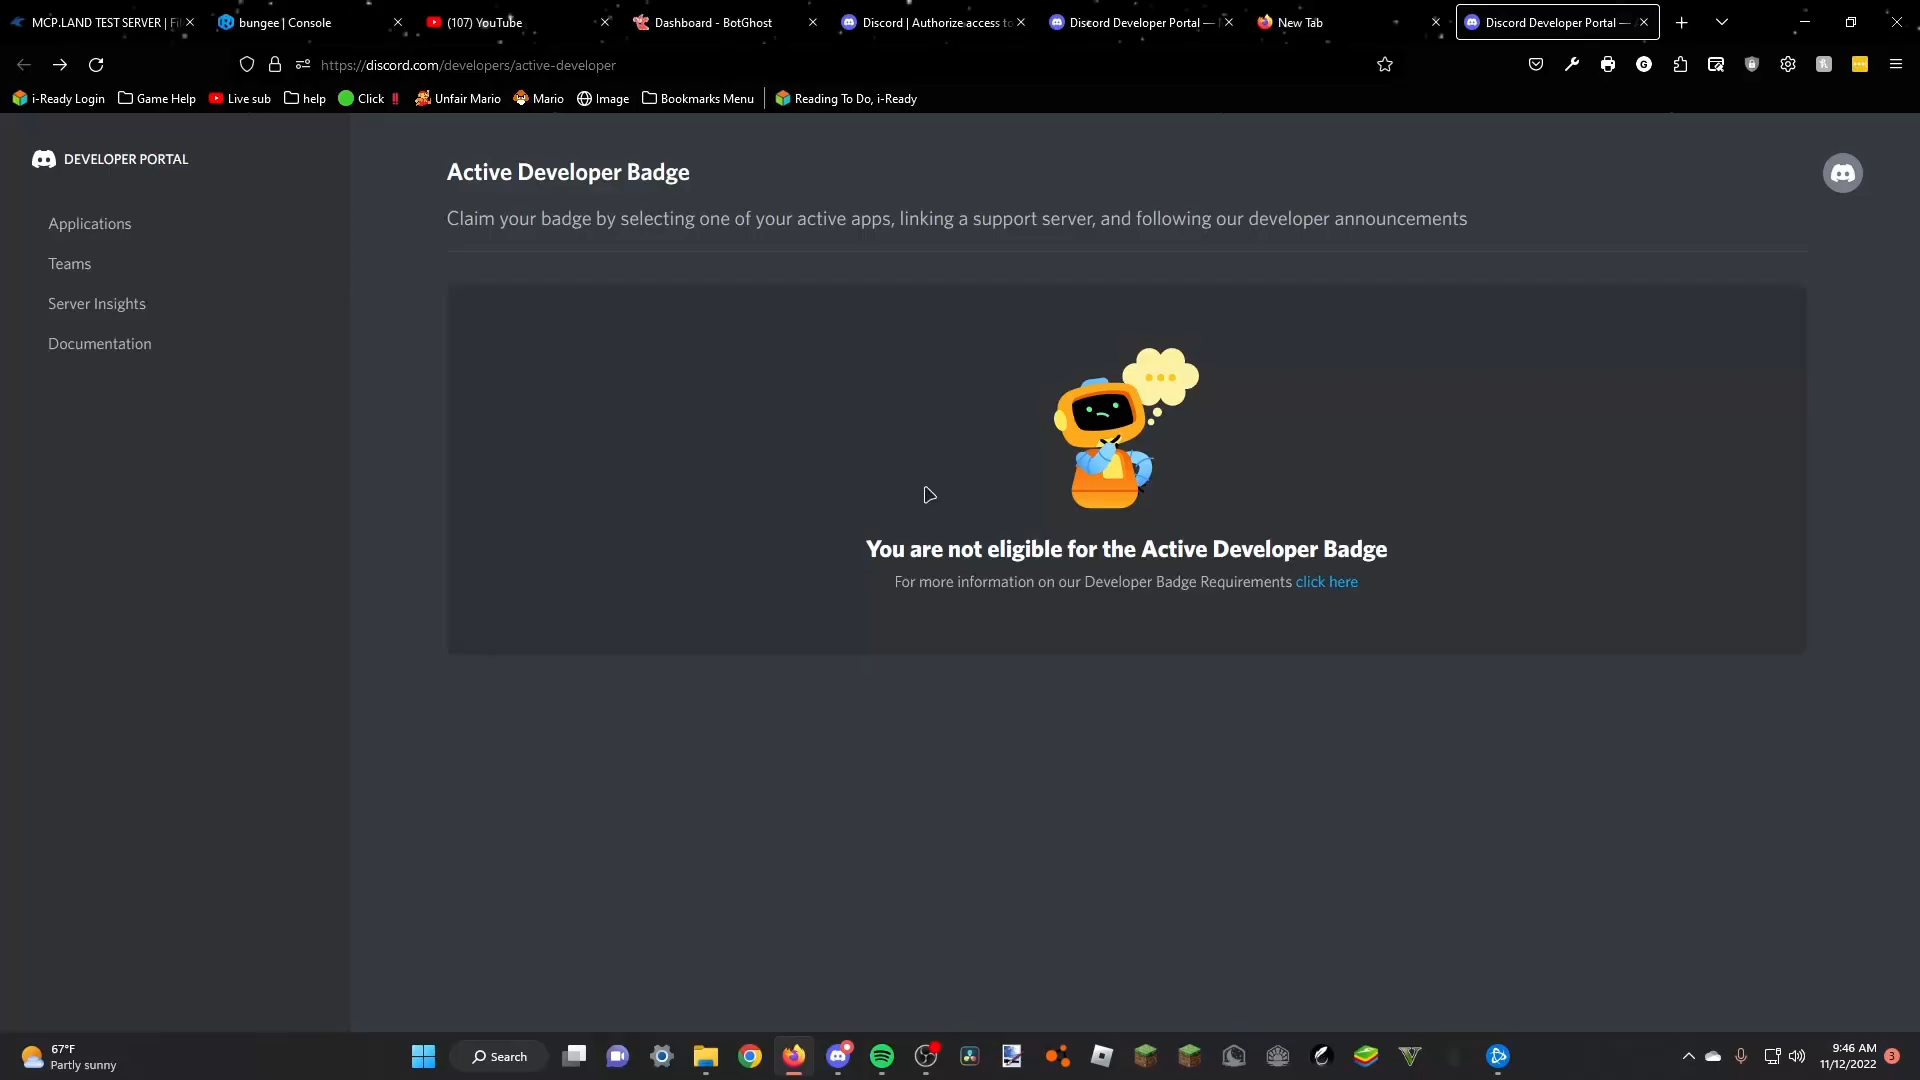 MCP.LAND TEST SERVER | Fil
bungee | Console
(107) YouTube
Dashboard - BotGhost
Discord | Authorize access to
Discord Developer Portal —
New Tab
Discord Developer Portal —
https://discord.com/developers/active-developer
i-Ready Login
Game Help
Live sub
help
Click ‼
Unfair Mario
Mario
Image
Bookmarks Menu
Reading To Do, i-Ready
DEVELOPER PORTAL
Applications
Teams
Server Insights
Documentation
Active Developer Badge
Claim your badge by selecting one of your active apps, linking a support server, and following our developer announcements
You are not eligible for the Active Developer Badge
For more information on our Developer Badge Requirements click here
67°F
Partly sunny
Search
9:46 AM
11/12/2022
3